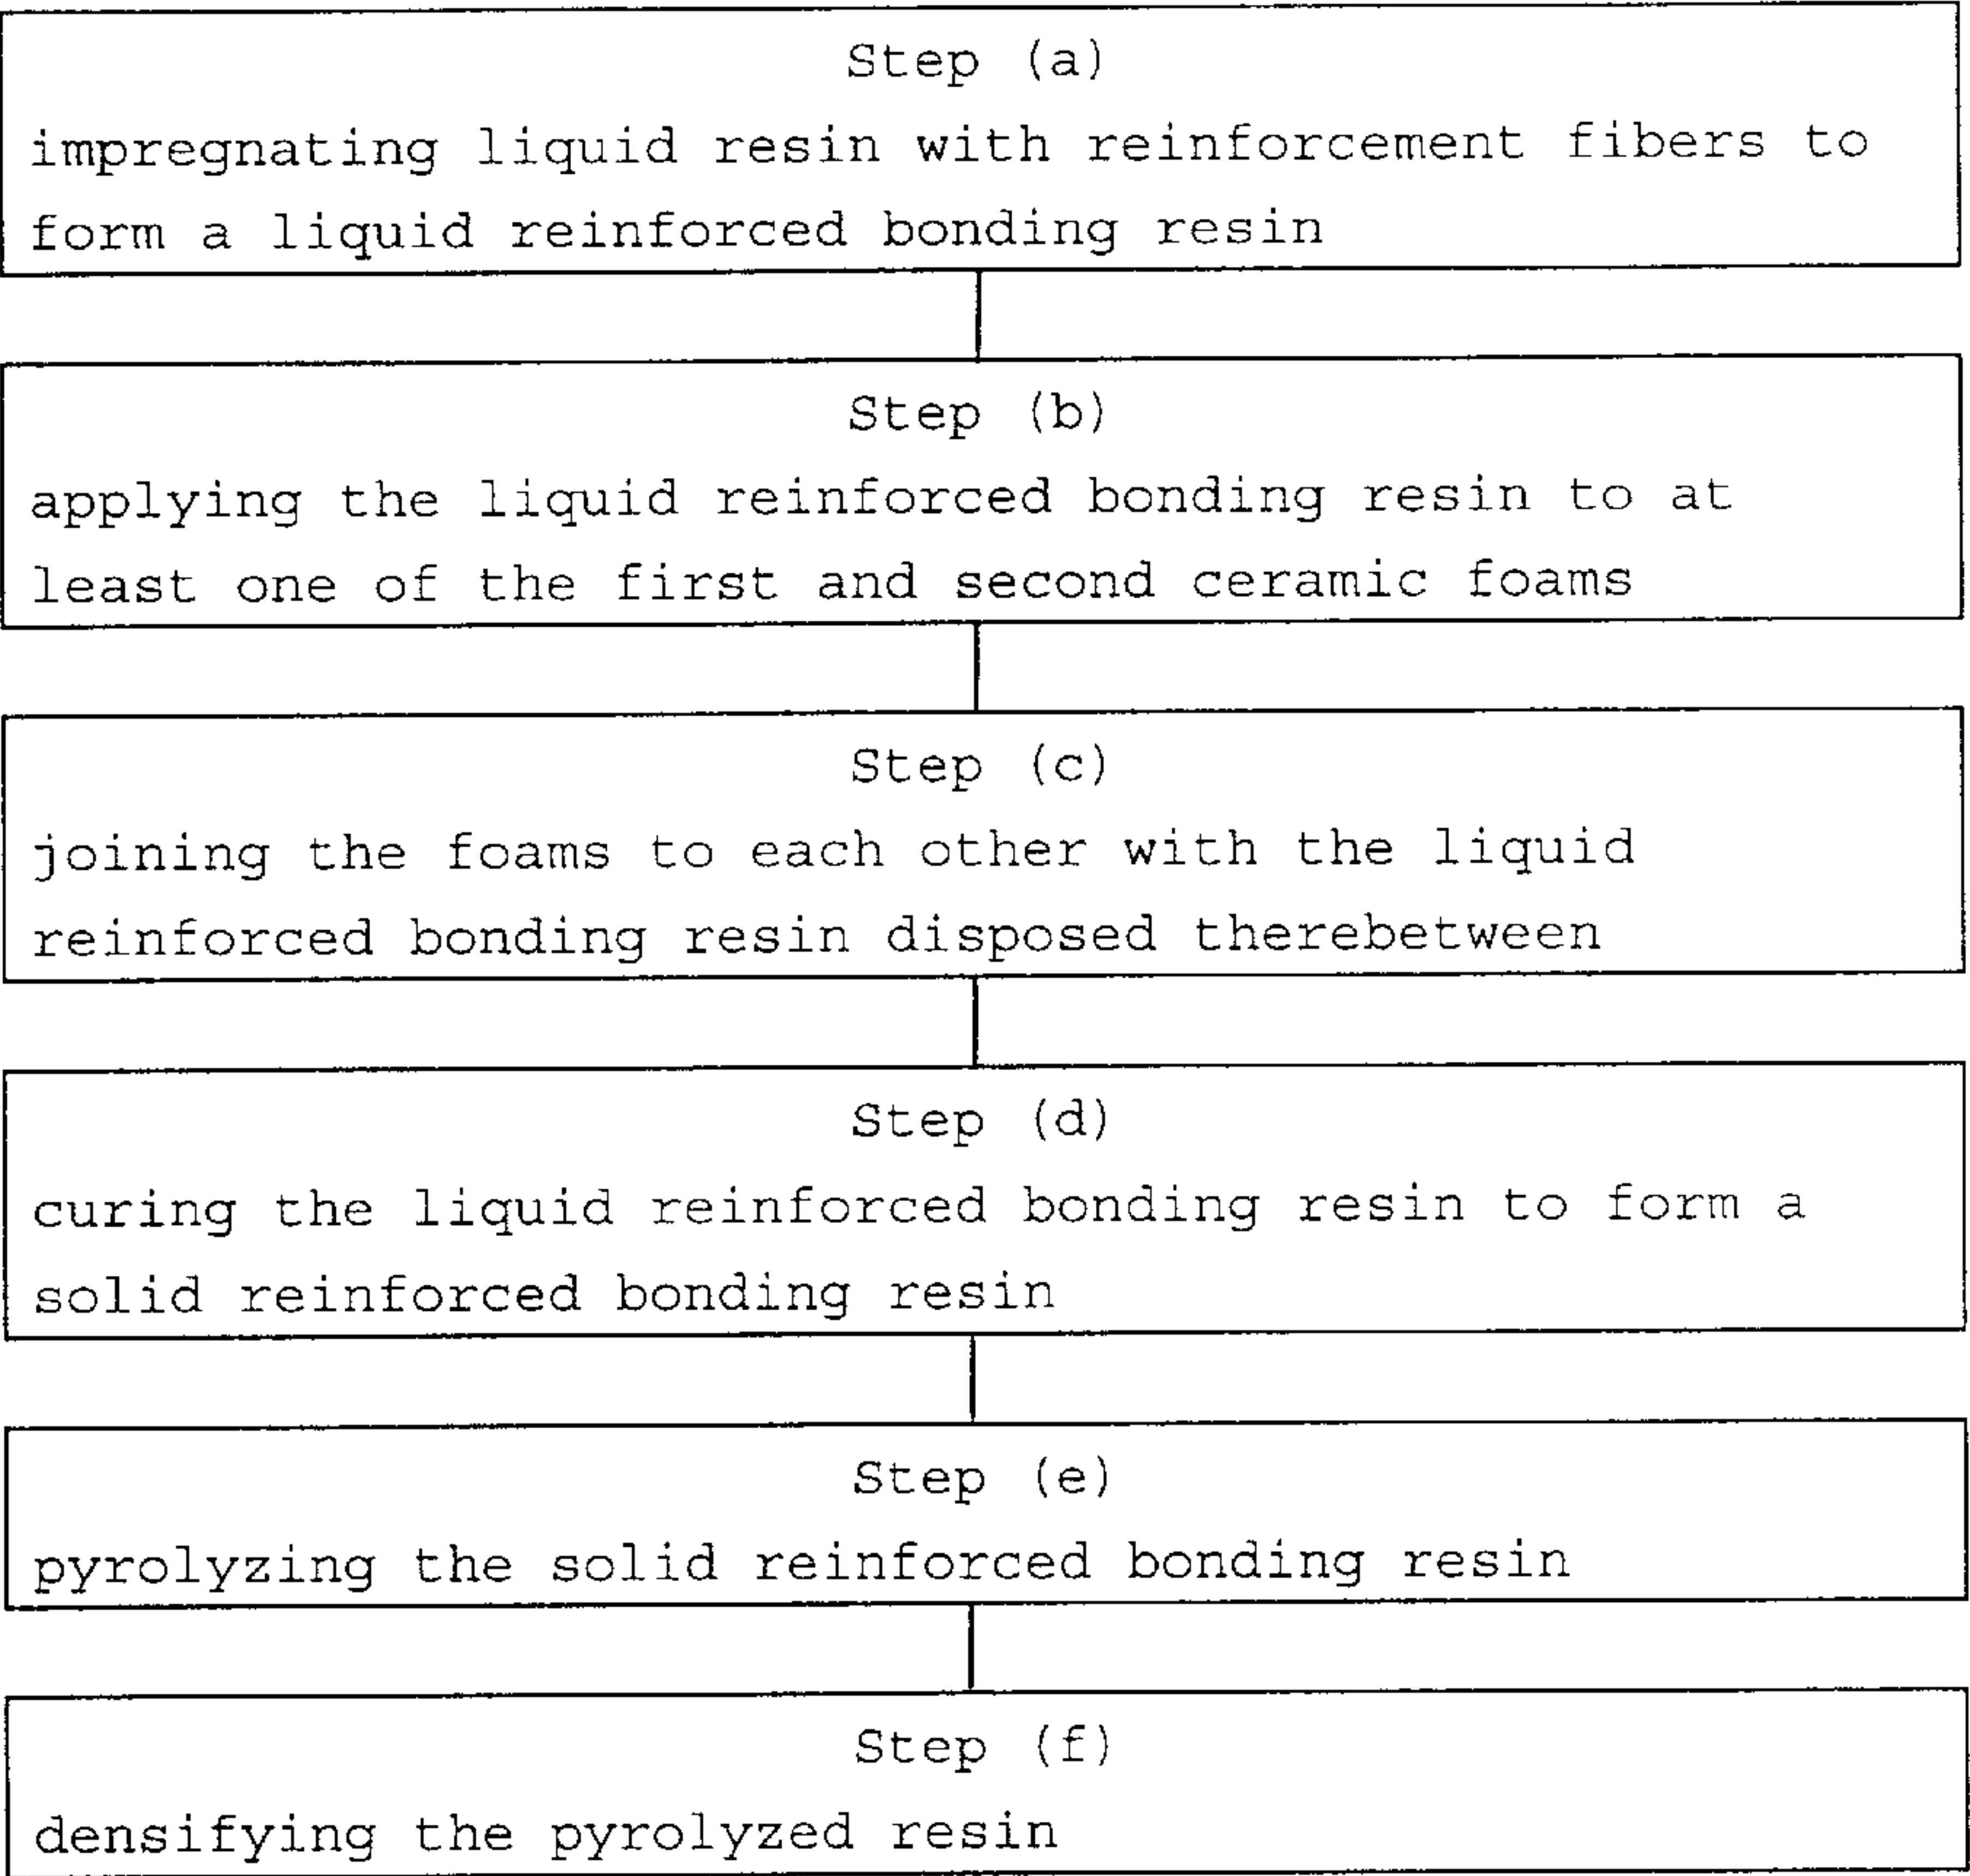 Step (a)
impregnating liquid resin with reinforcement fibers to
form a liquid reinforced bonding resin
Step (b)
applying the liquid reinforced bonding resin to at
least one of the first and second ceramic foams
Step (c)
joining the foams to each other with the liquid
reinforced bonding resin disposed therebetween
Step (d)
curing the liquid reinforced bonding resin to form a
solid reinforced bonding resin
Step (e)
pyrolyzing the solid reinforced bonding resin
Step (f)
densifying the pyrolyzed resin